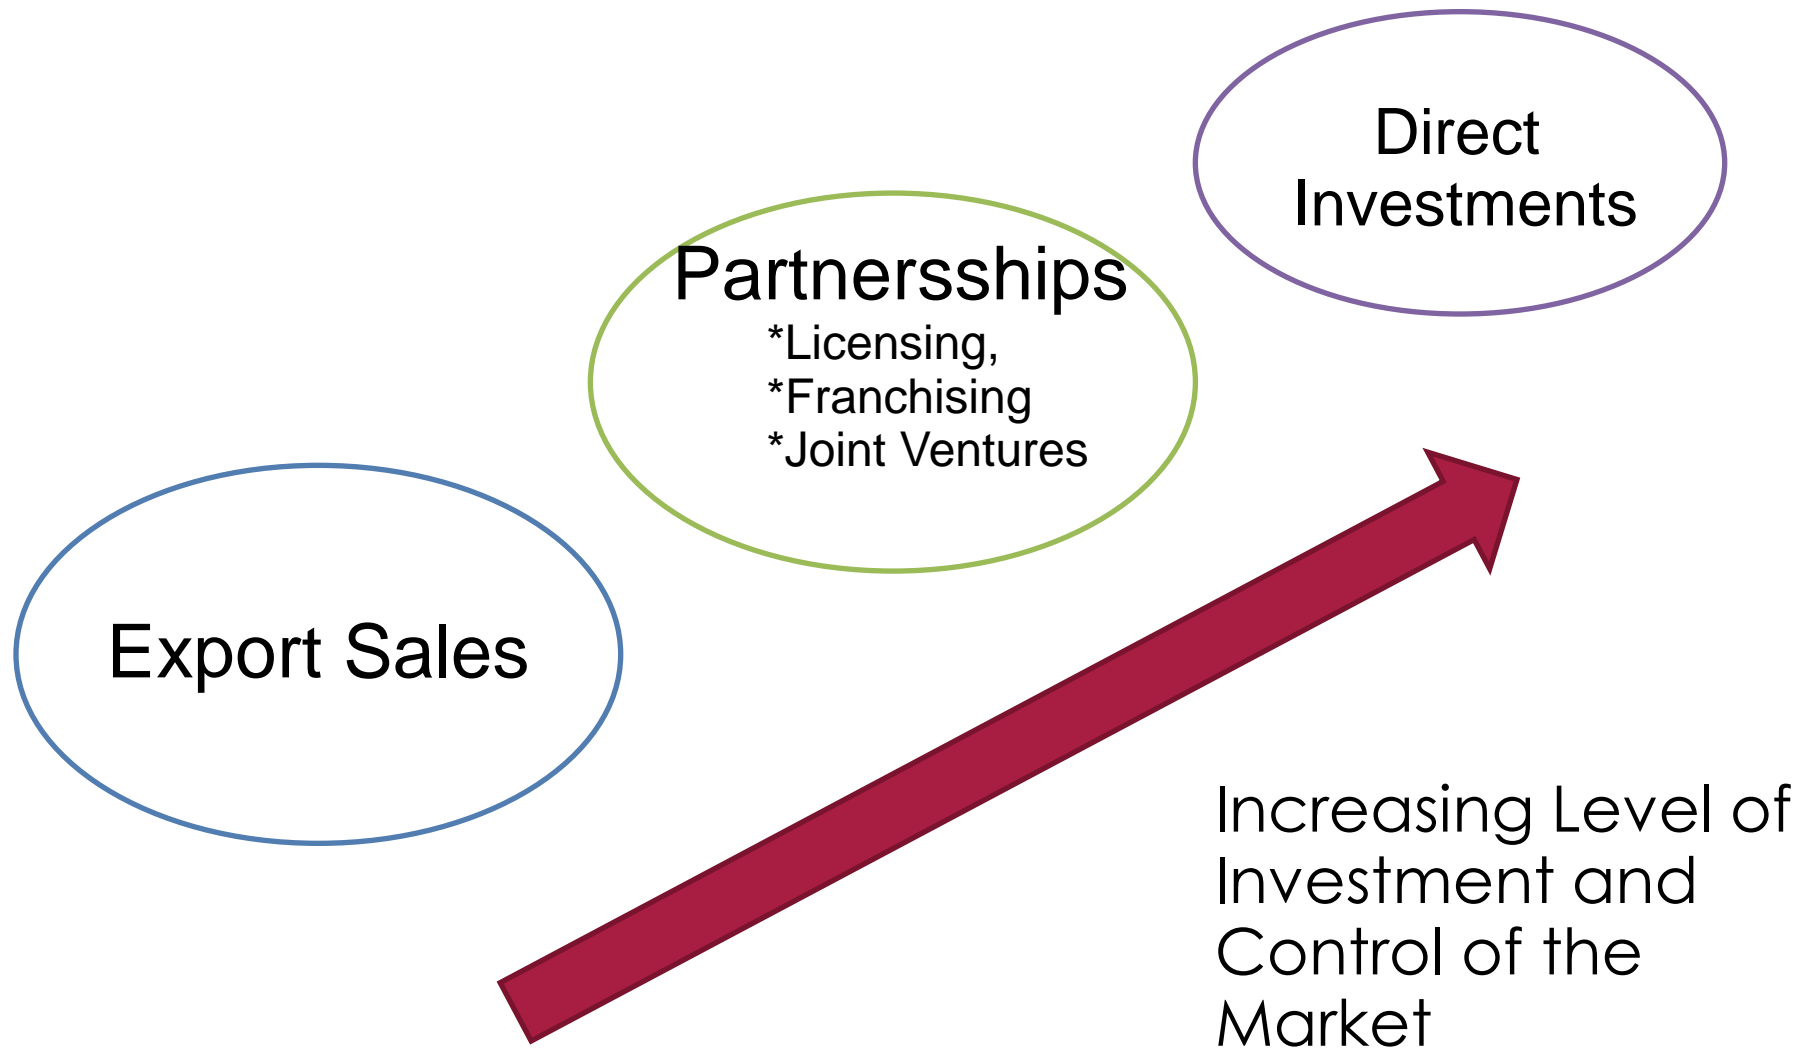 Direct
Investments
Partnersships
*Licensing,
*Franchising
*Joint Ventures
Export Sales
Increasing Level of
Investment and
Control of the
Market